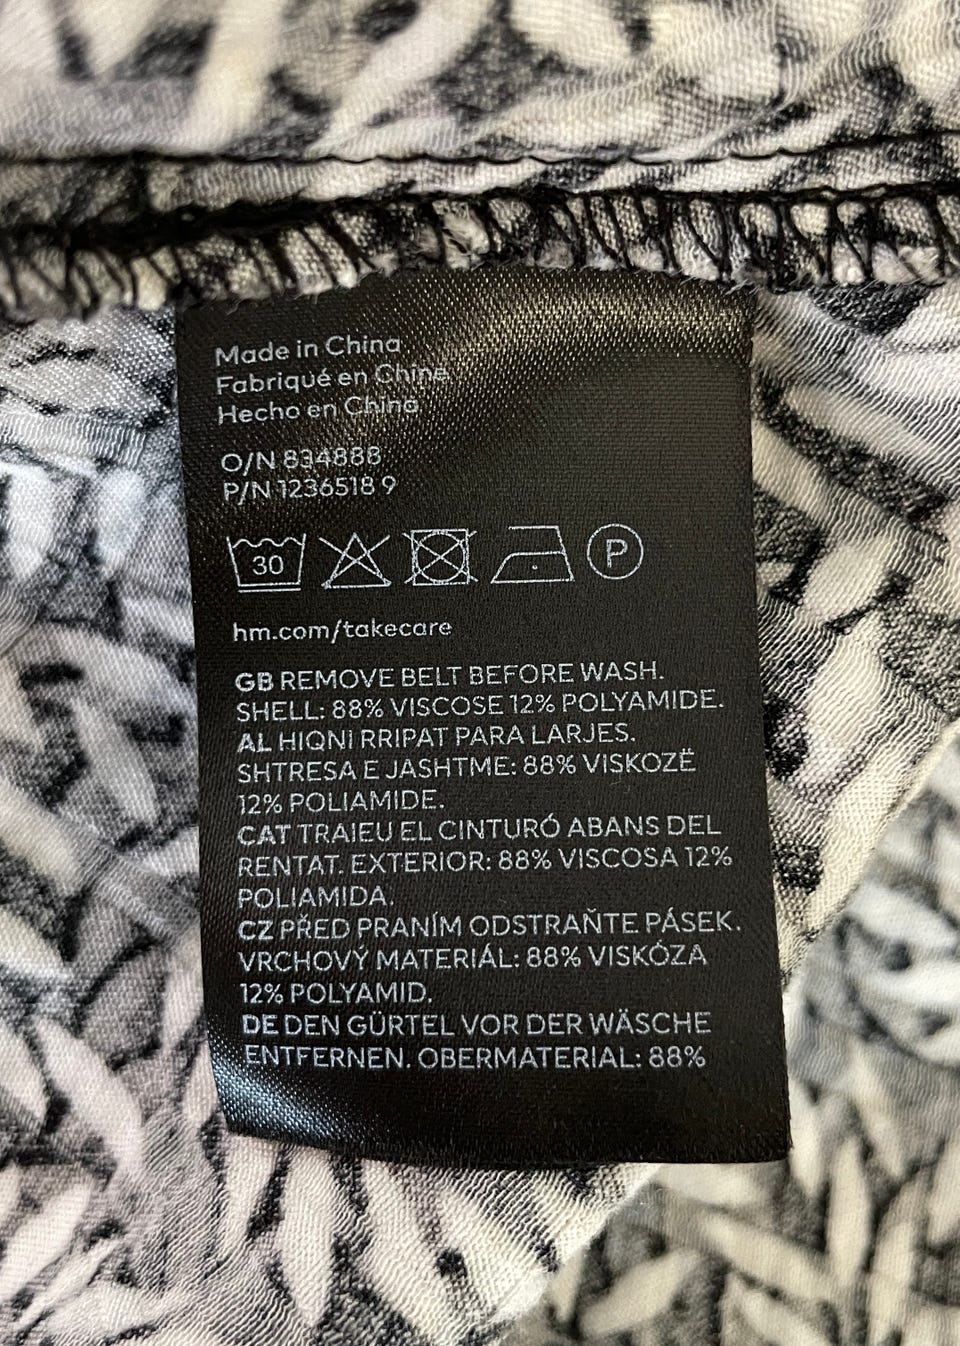 Made in China
Fabriqué en Chine
Hecho en China
O/N 834888
P/N 1236518 9
30 P
hm.com/takecare
GB REMOVE BELT BEFORE WASH.
SHELL: 88% VISCOSE 12% POLYAMIDE.
AL HIQNI RRIPAT PARA LARJES.
SHTRESA E JASHTME: 88% VISKOZË
12% POLIAMIDE.
CAT TRAIEU EL CINTURÓ ABANS DEL
RENTAT. EXTERIOR: 88% VISCOSA 12%
POLIAMIDA.
CZ PŘED PRANÍM ODSTRAŇTE PÁSEK.
VRCHOVÝ MATERIÁL: 88% VISKÓZA
12% POLYAMID.
DE DEN GÜRTEL VOR DER WÄSCHE
ENTFERNEN. OBERMATERIAL: 88%